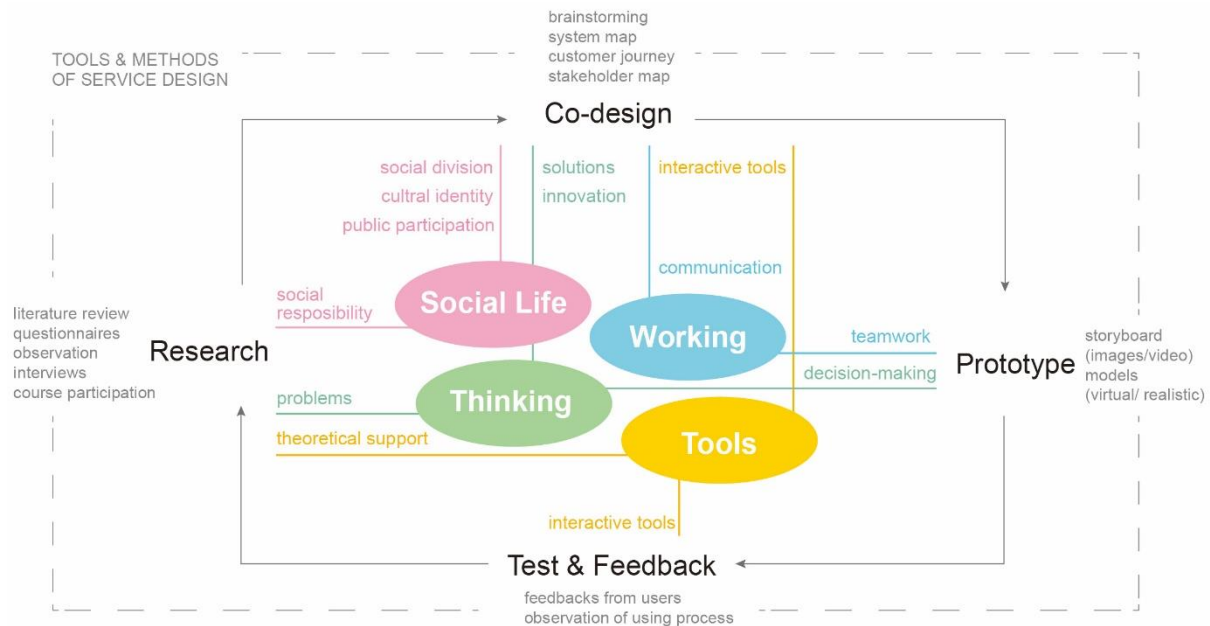 brainstorming
system map
customer journey
stakeholder map
TOOLS & METHODS
OF SERVICE DESIGN
Co-design
social division
cultral identity
public participation
solutions
innovation
interactive tools
communication
social
resposibility
Social Life
Working
literature review
questionnaires
observation
interviews
course participation
Research
teamwork
decision-making
Prototype
storyboard
(images/video)
models
(virtual/ realistic)
problems
Thinking
theoretical support
Tools
interactive tools
Test & Feedback
feedbacks from users
observation of using process